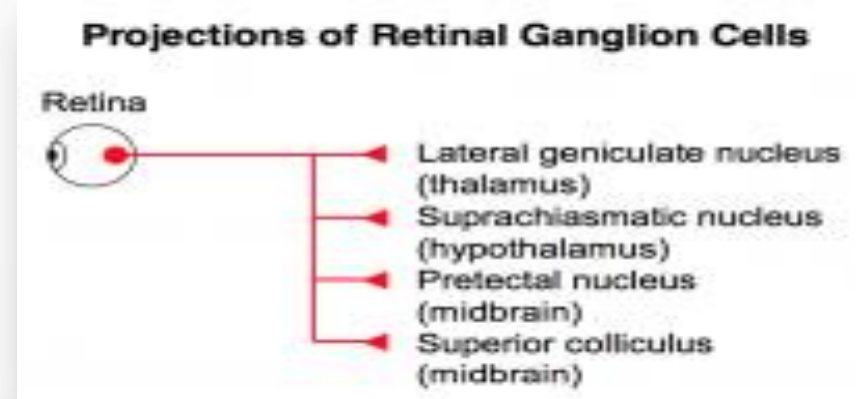 Projections of Retinal Ganglion Cells
Retina
Lateral geniculate nucleus
(thalamus)
Suprachiasmatic nucleus
(hypothalamus)
Pretectal nucleus
(midbrain)
Superior colliculus
(midbrain)